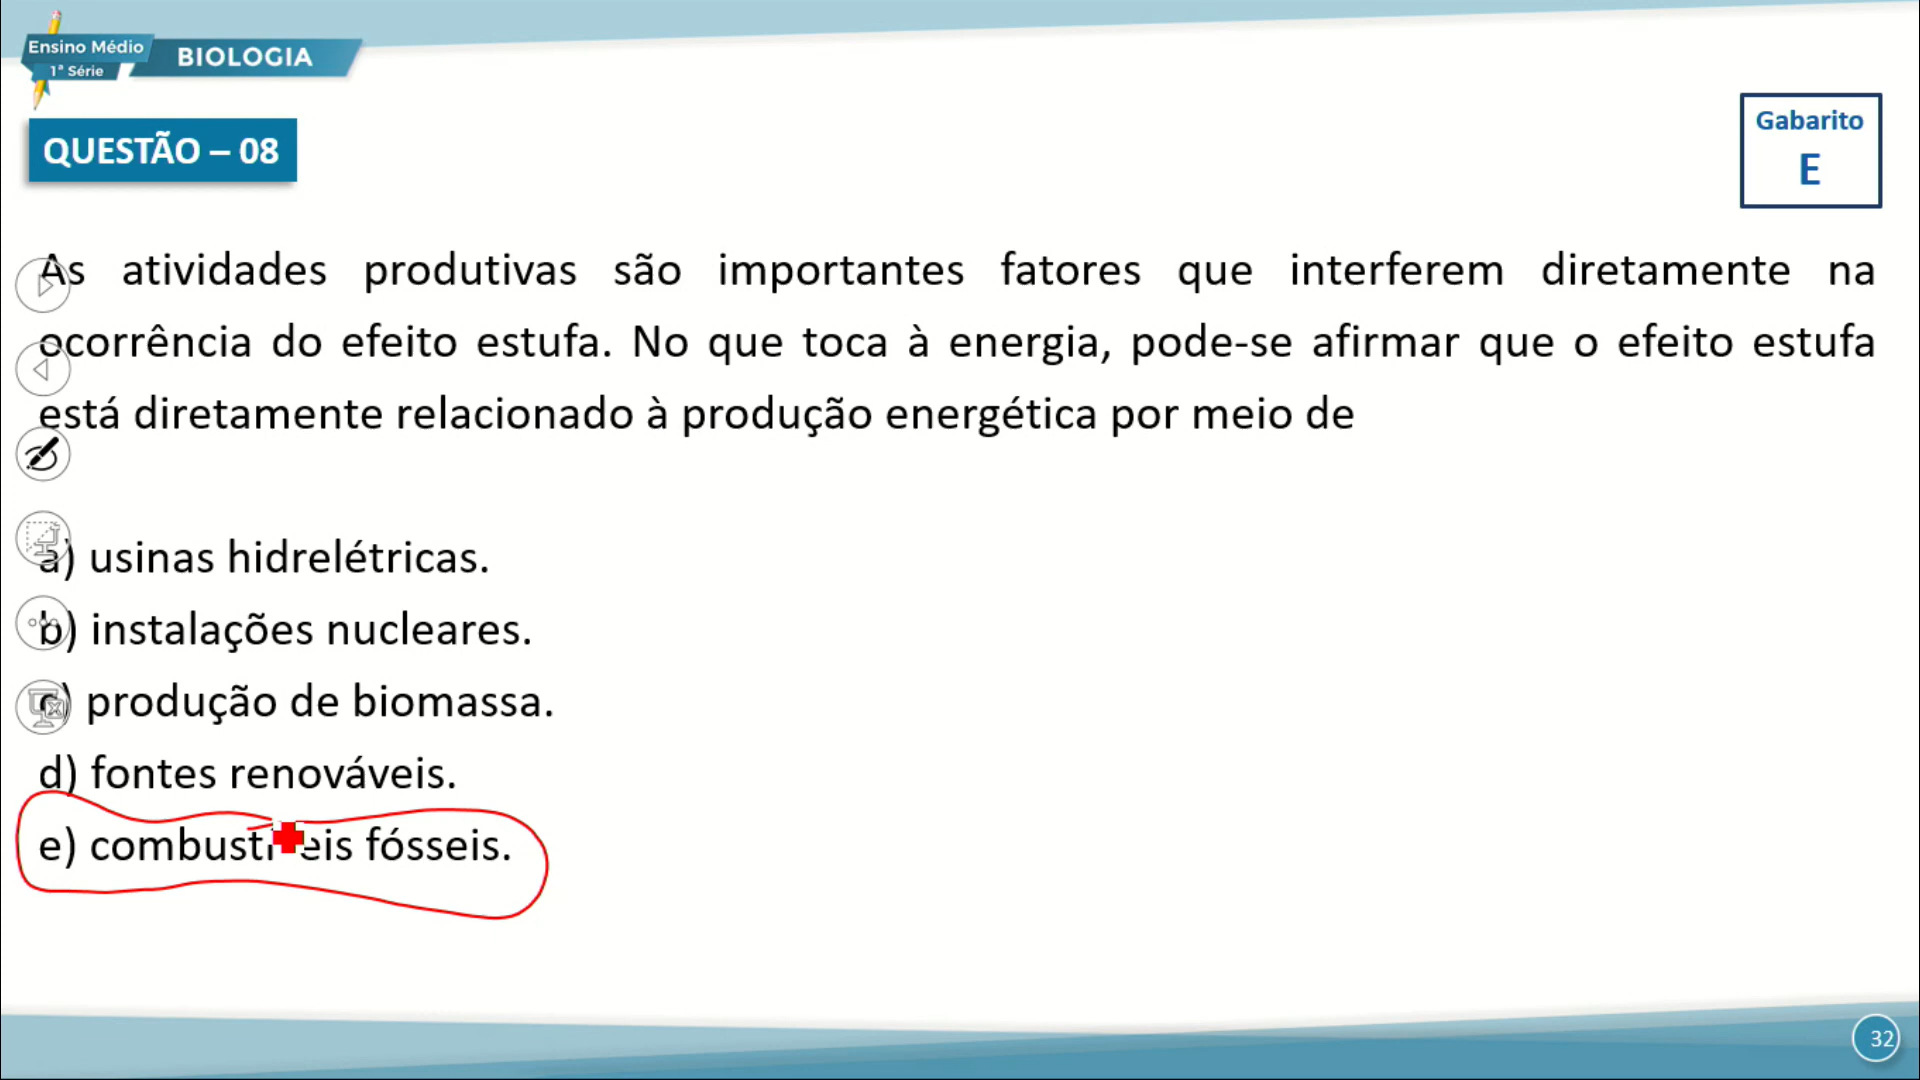 Ensino Médio
1ª Série
BIOLOGIA
QUESTÃO – 08
Gabarito
E
As atividades produtivas são importantes fatores que interferem diretamente na
ocorrência do efeito estufa. No que toca à energia, pode-se afirmar que o efeito estufa
está diretamente relacionado à produção energética por meio de
a) usinas hidrelétricas.
b) instalações nucleares.
c) produção de biomassa.
d) fontes renováveis.
e) combustíveis fósseis.
32